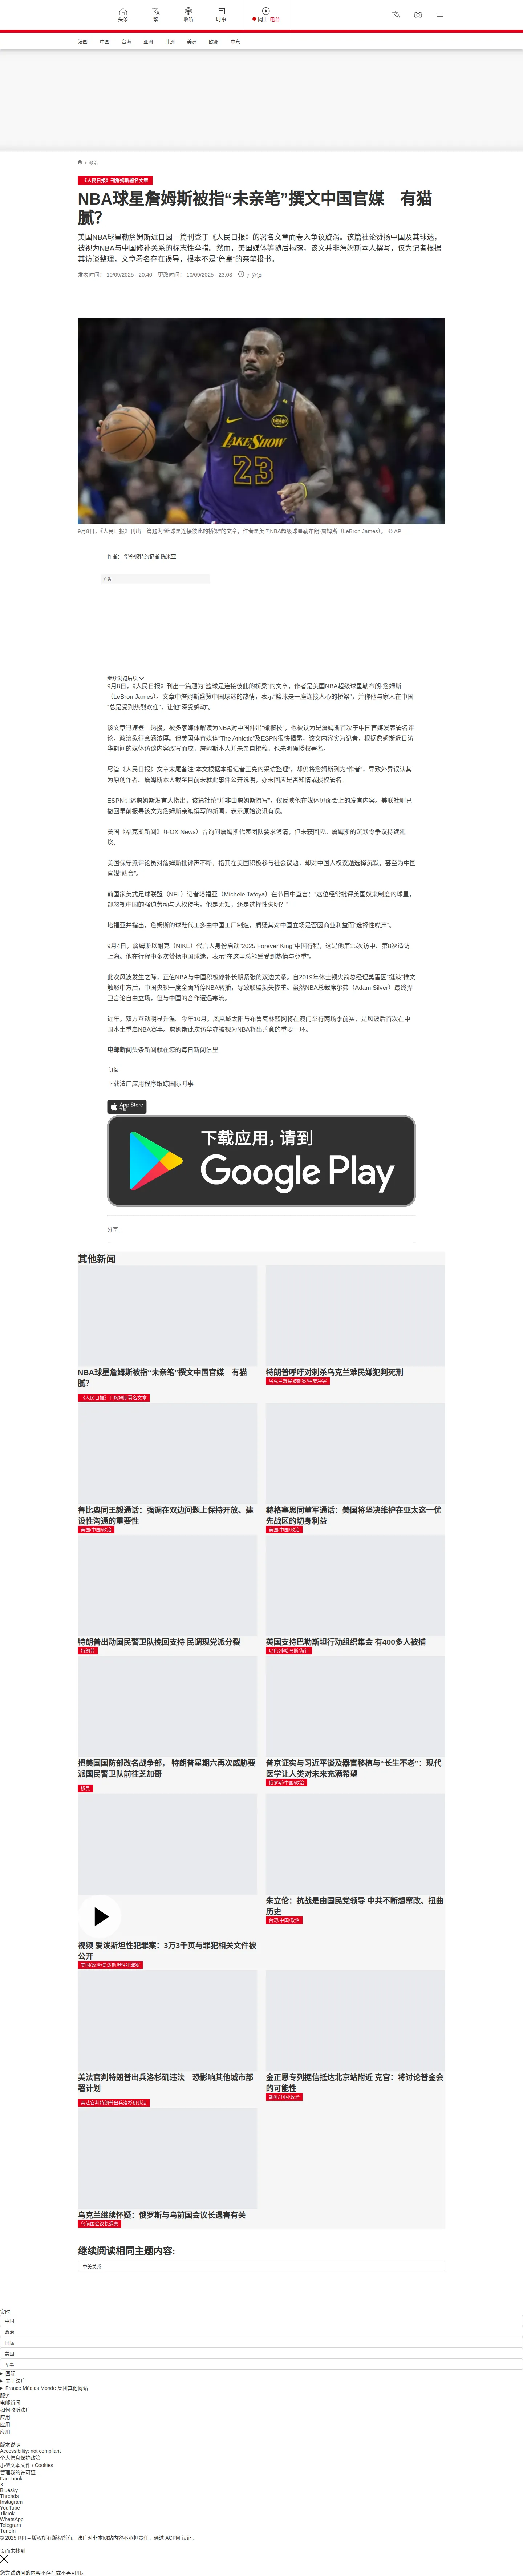 头条
繁
收听
时事
网上 电台
法国
中国
台海
亚洲
非洲
美洲
欧洲
中东
/ 政治
《人民日报》刊詹姆斯署名文章
NBA球星詹姆斯被指“未亲笔”撰文中国官媒　有猫腻？
美国NBA球星勒詹姆斯近日因一篇刊登于《人民日报》的署名文章而卷入争议旋涡。该篇社论赞扬中国及其球迷，被视为NBA与中国修补关系的标志性举措。然而，美国媒体等随后揭露，该文并非詹姆斯本人撰写，仅为记者根据其访谈整理，文章署名存在误导，根本不是“詹皇”的亲笔投书。
发表时间： 10/09/2025 - 20:40 更改时间： 10/09/2025 - 23:03 7 分钟
9月8日，《人民日报》刊出一篇题为“篮球是连接彼此的桥梁”的文章，作者是美国NBA超级球星勒布朗·詹姆斯（LeBron James）。 © AP
作者： 华盛顿特约记者 陈米亚
广告
继续浏览后续
9月8日，《人民日报》刊出一篇题为“篮球是连接彼此的桥梁”的文章，作者是美国NBA超级球星勒布朗·詹姆斯（LeBron James）。文章中詹姆斯盛赞中国球迷的热情，表示“篮球是一座连接人心的桥梁”，并称他与家人在中国“总是受到热烈欢迎”，让他“深受感动”。
该文章迅速登上热搜，被多家媒体解读为NBA对中国伸出“橄榄枝”，也被认为是詹姆斯首次于中国官媒发表署名评论，政治象征意涵浓厚。但美国体育媒体“The Athletic”及ESPN很快揭露，该文内容实为记者，根据詹姆斯近日访华期间的媒体访谈内容改写而成，詹姆斯本人并未亲自撰稿，也未明确授权署名。
尽管《人民日报》文章末尾备注“本文根据本报记者王亮的采访整理”，却仍将詹姆斯列为“作者”，导致外界误认其为原创作者。詹姆斯本人截至目前未就此事件公开说明，亦未回应是否知情或授权署名。
ESPN引述詹姆斯发言人指出，该篇社论“并非由詹姆斯撰写”，仅反映他在媒体见面会上的发言内容。美联社则已撤回早前报导该文为詹姆斯亲笔撰写的新闻，表示原始资讯有误。
美国《福克斯新闻》（FOX News）曾询问詹姆斯代表团队要求澄清，但未获回应。詹姆斯的沉默令争议持续延烧。
美国保守派评论员对詹姆斯批评声不断，指其在美国积极参与社会议题，却对中国人权议题选择沉默，甚至为中国官媒“站台”。
前国家美式足球联盟（NFL）记者塔福亚（Michele Tafoya）在节目中直言：“这位经常批评美国奴隶制度的球星，却忽视中国的强迫劳动与人权侵害。他是无知，还是选择性失明？”
塔福亚并指出，詹姆斯的球鞋代工多由中国工厂制造，质疑其对中国立场是否因商业利益而“选择性噤声”。
9月4日，詹姆斯以耐克（NIKE）代言人身份启动“2025 Forever King”中国行程，这是他第15次访中、第8次造访上海。他在行程中多次赞扬中国球迷，表示“在这里总能感受到热情与尊重”。
此次风波发生之际，正值NBA与中国积极修补长期紧张的双边关系。自2019年休士顿火箭总经理莫雷因“挺港”推文触怒中方后，中国央视一度全面暂停NBA转播，导致联盟损失惨重。虽然NBA总裁席尔弗（Adam Silver）最终捍卫言论自由立场，但与中国的合作遭遇寒流。
近年，双方互动明显升温。今年10月，凤凰城太阳与布鲁克林篮网将在澳门举行两场季前赛，是风波后首次在中国本土重启NBA赛事。詹姆斯此次访华亦被视为NBA释出善意的重要一环。
电邮新闻头条新闻就在您的每日新闻信里
订阅
下载法广应用程序跟踪国际时事
App Store
下载应用，请到
Google Play
分享 :
其他新闻
NBA球星詹姆斯被指“未亲笔”撰文中国官媒　有猫腻？
《人民日报》刊詹姆斯署名文章
特朗普呼吁对刺杀乌克兰难民嫌犯判死刑
乌克兰难民被刺案/种族冲突
鲁比奥同王毅通话：强调在双边问题上保持开放、建设性沟通的重要性
美国/中国/政治
赫格塞思同董军通话：美国将坚决维护在亚太这一优先战区的切身利益
美国/中国/政治
特朗普出动国民警卫队挽回支持 民调现党派分裂
特朗普
英国支持巴勒斯坦行动组织集会 有400多人被捕
以色列/哈马斯/游行
把美国国防部改名战争部， 特朗普星期六再次威胁要派国民警卫队前往芝加哥
移民
普京证实与习近平谈及器官移植与“长生不老”：现代医学让人类对未来充满希望
俄罗斯/中国/政治
视频 爱泼斯坦性犯罪案：3万3千页与罪犯相关文件被公开
美国/政治/爱泼斯坦性犯罪案
朱立伦：抗战是由国民党领导 中共不断想窜改、扭曲历史
台湾/中国/政治
美法官判特朗普出兵洛杉矶违法　恐影响其他城市部署计划
美法官判特朗普出兵洛杉矶违法
金正恩专列据信抵达北京站附近 克宫：将讨论普金会的可能性
朝鲜/中国/政治
乌克兰继续怀疑：俄罗斯与乌前国会议长遇害有关
乌前国会议长遇害
继续阅读相同主题内容:
中美关系
实时
中国
政治
国际
美国
军事
国际
关于法广
France Médias Monde 集团其他网站
服务
电邮新闻
如何收听法广
应用
应用
应用
版本说明
Accessibility: not compliant
个人信息保护政策
小型文本文件 / Cookies
管理我的许可证
Facebook
X
Bluesky
Threads
Instagram
YouTube
TikTok
WhatsApp
Telegram
TuneIn
© 2025 RFI – 版权所有版权所有。法广对非本网站内容不承担责任。通过 ACPM 认证。
页面未找到
您尝试访问的内容不存在或不再可用。